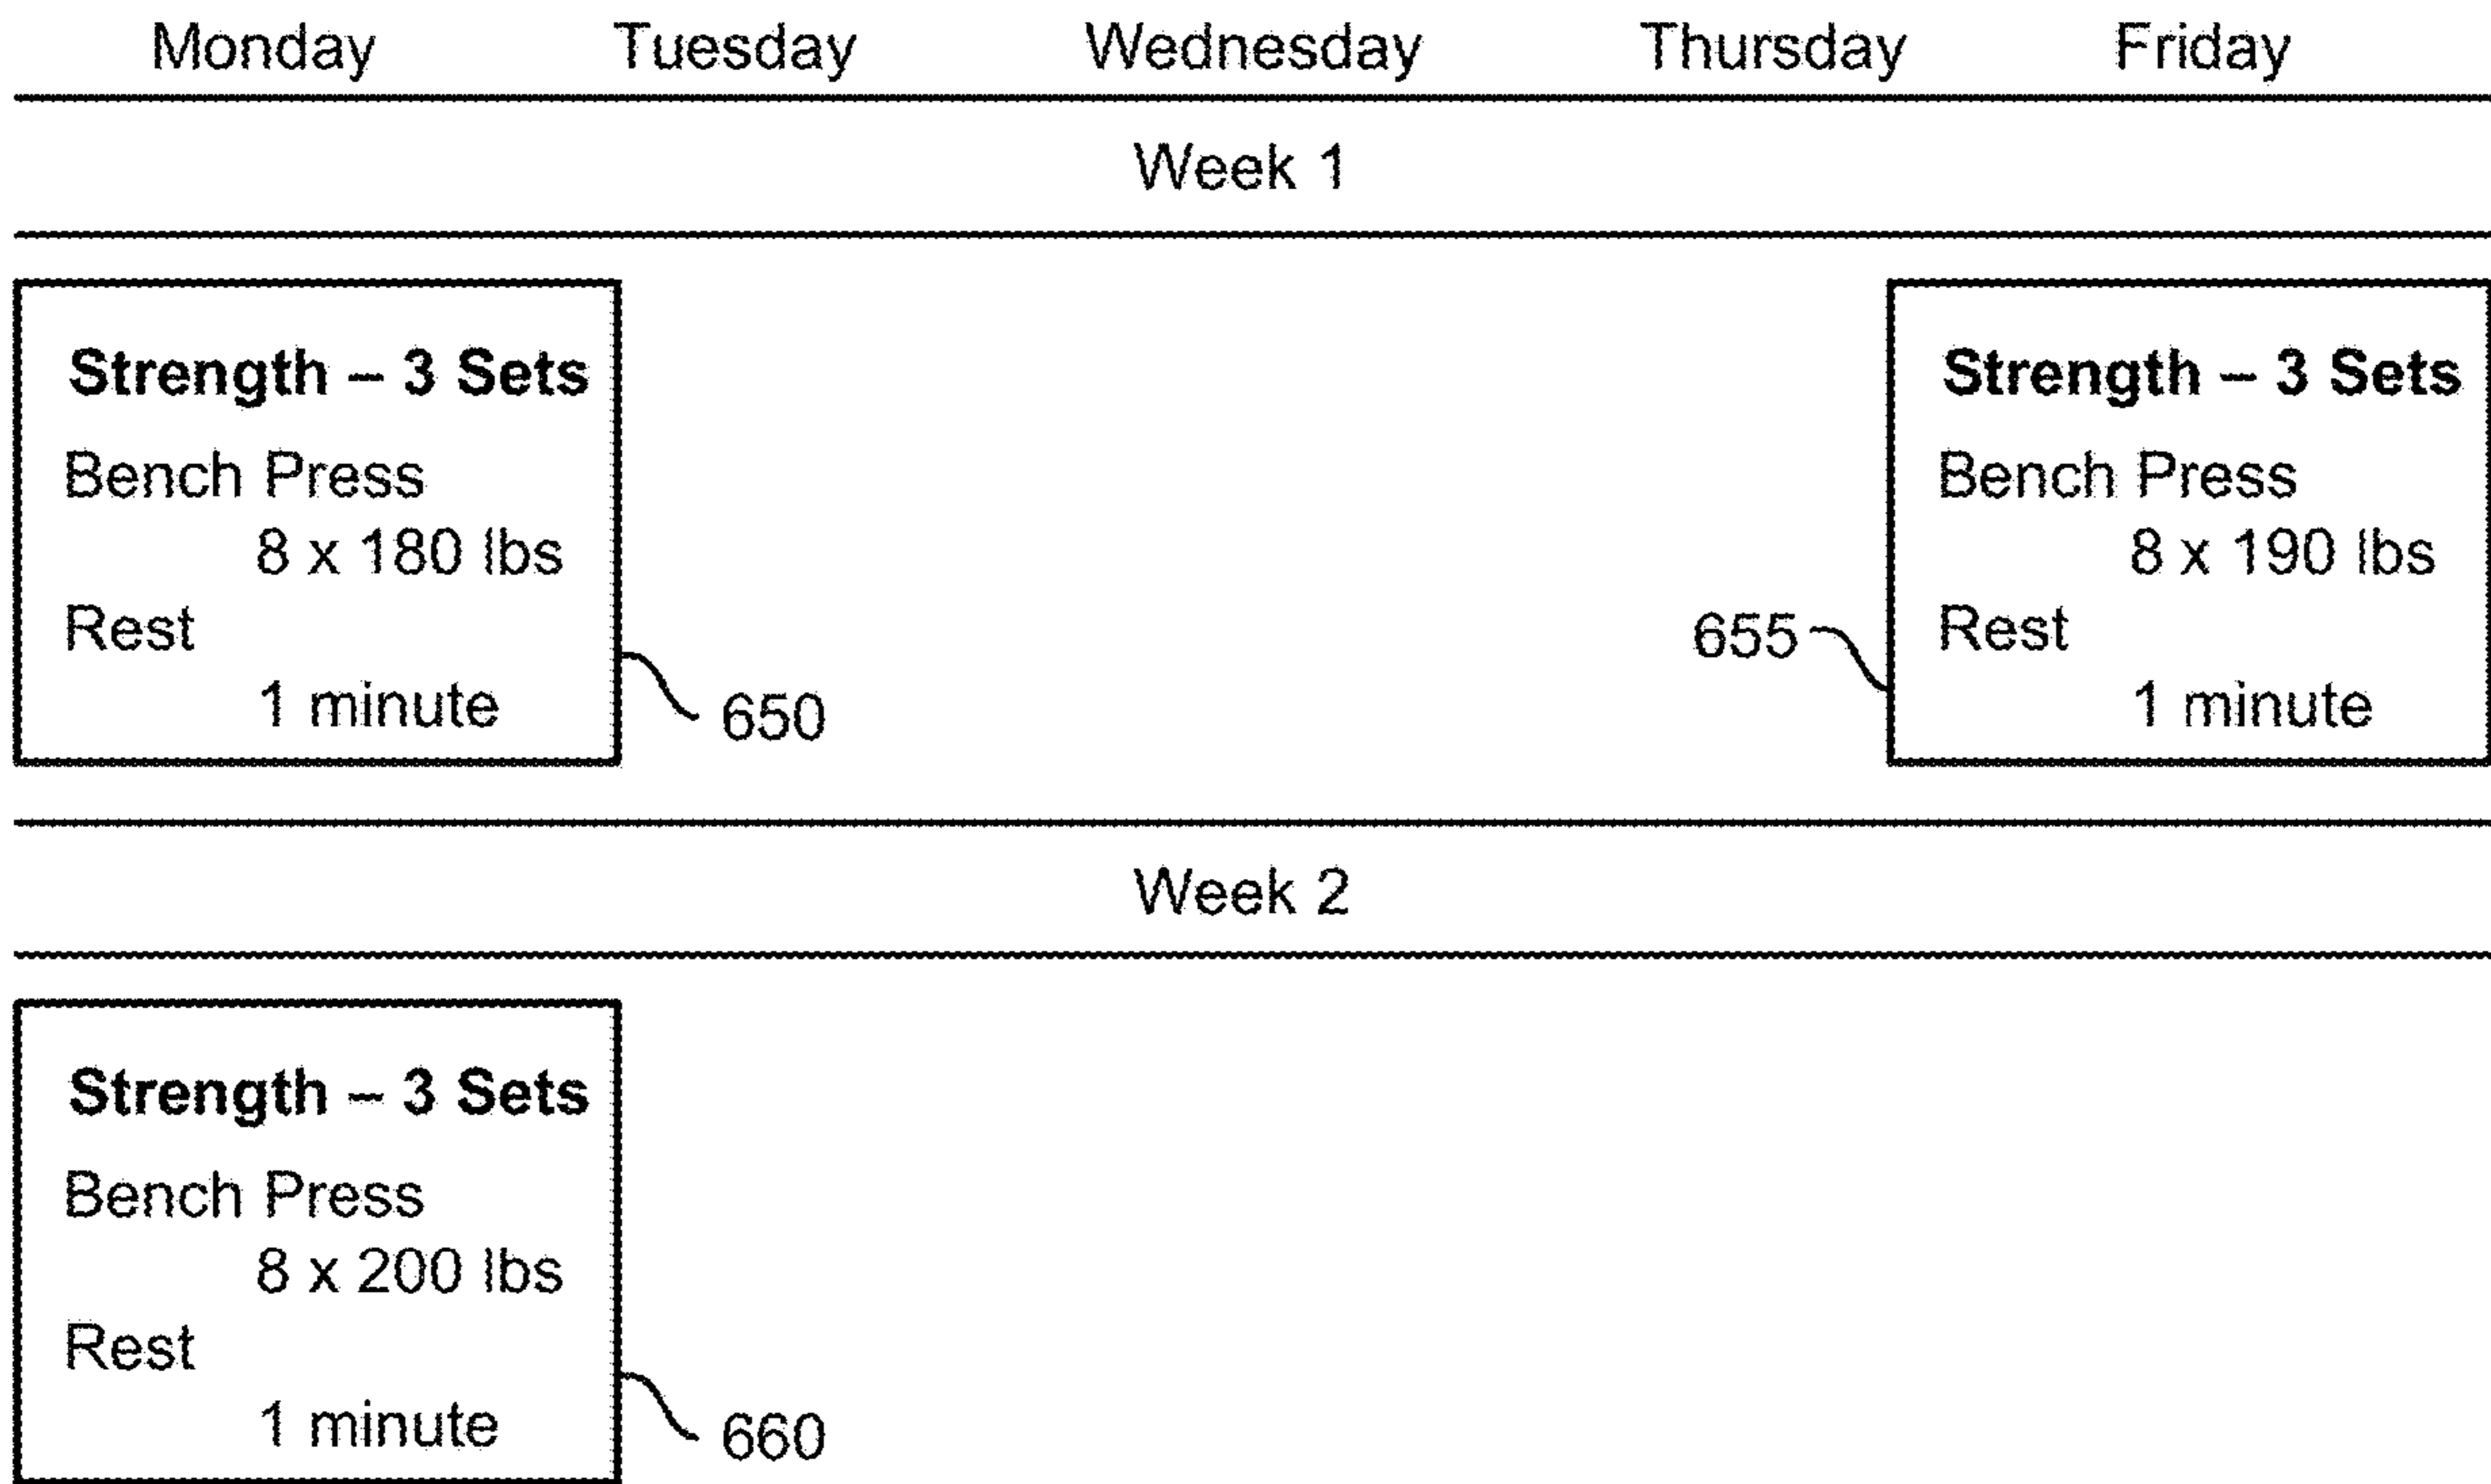 Monday Tuesday Wednesday Thursday Friday
Week 1
Strength – 3 Sets
Bench Press
8 x 180 lbs
Rest
1 minute
650
Strength – 3 Sets
Bench Press
8 x 190 lbs
Rest
1 minute
655
Week 2
Strength – 3 Sets
Bench Press
8 x 200 lbs
Rest
1 minute
660